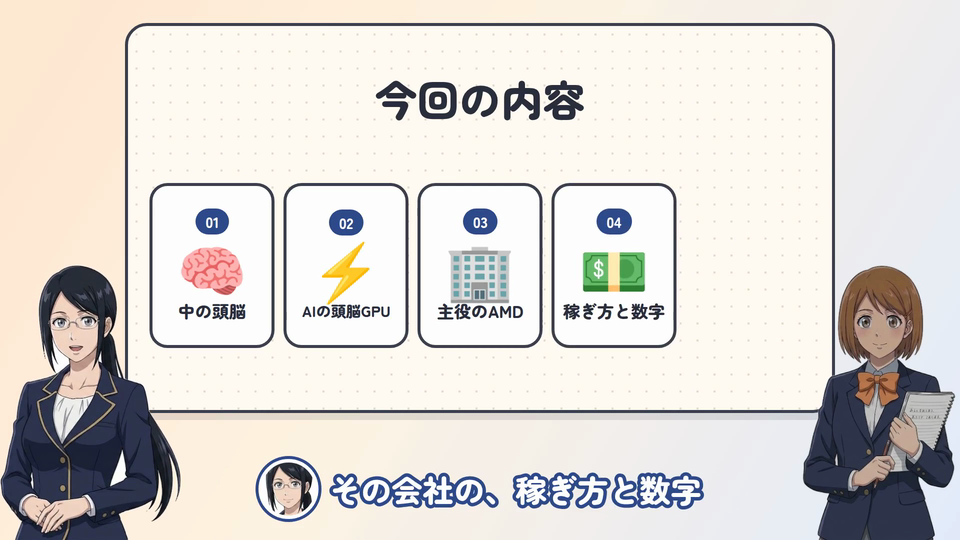 今回の内容
01
中の頭脳
02
AIの頭脳GPU
03
主役のAMD
04
$
稼ぎ方と数字
その会社の、稼ぎ方と数字